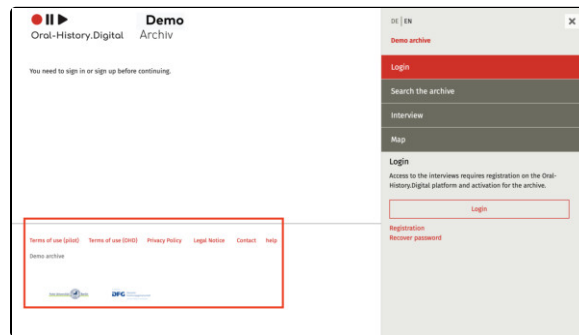 Oral-History.Digital
Demo
Archiv
You need to sign in or sign up before continuing.
Terms of use (pilot) Terms of use (OHD) Privacy Policy Legal Notice Contact help
Demo archive
DFG
DE | EN
Demo archive
Login
Search the archive
Interview
Map
Login
Access to the interviews requires registration on the Oral-
History.Digital platform and activation for the archive.
Login
Registration
Recover password